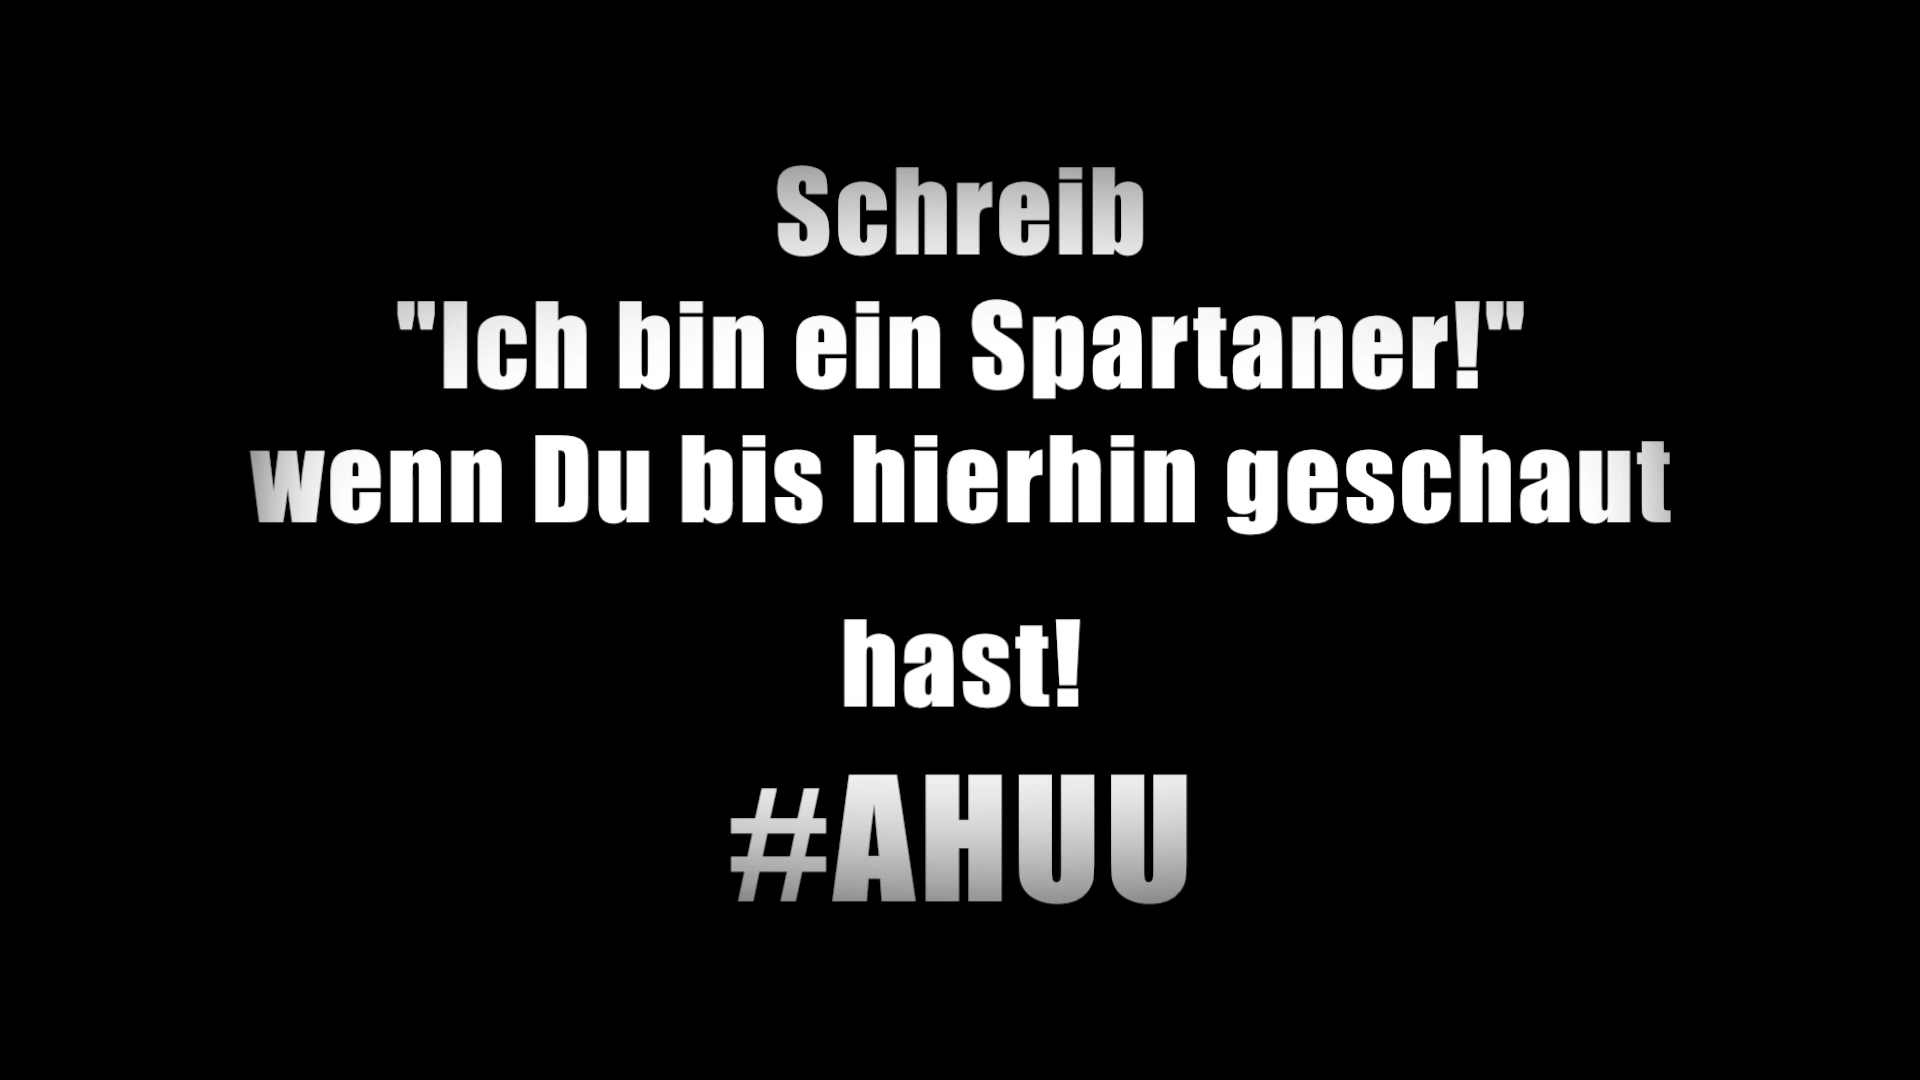 Schreib
"Ich bin ein Spartaner!"
wenn Du bis hierhin geschaut
hast!
#AHUU